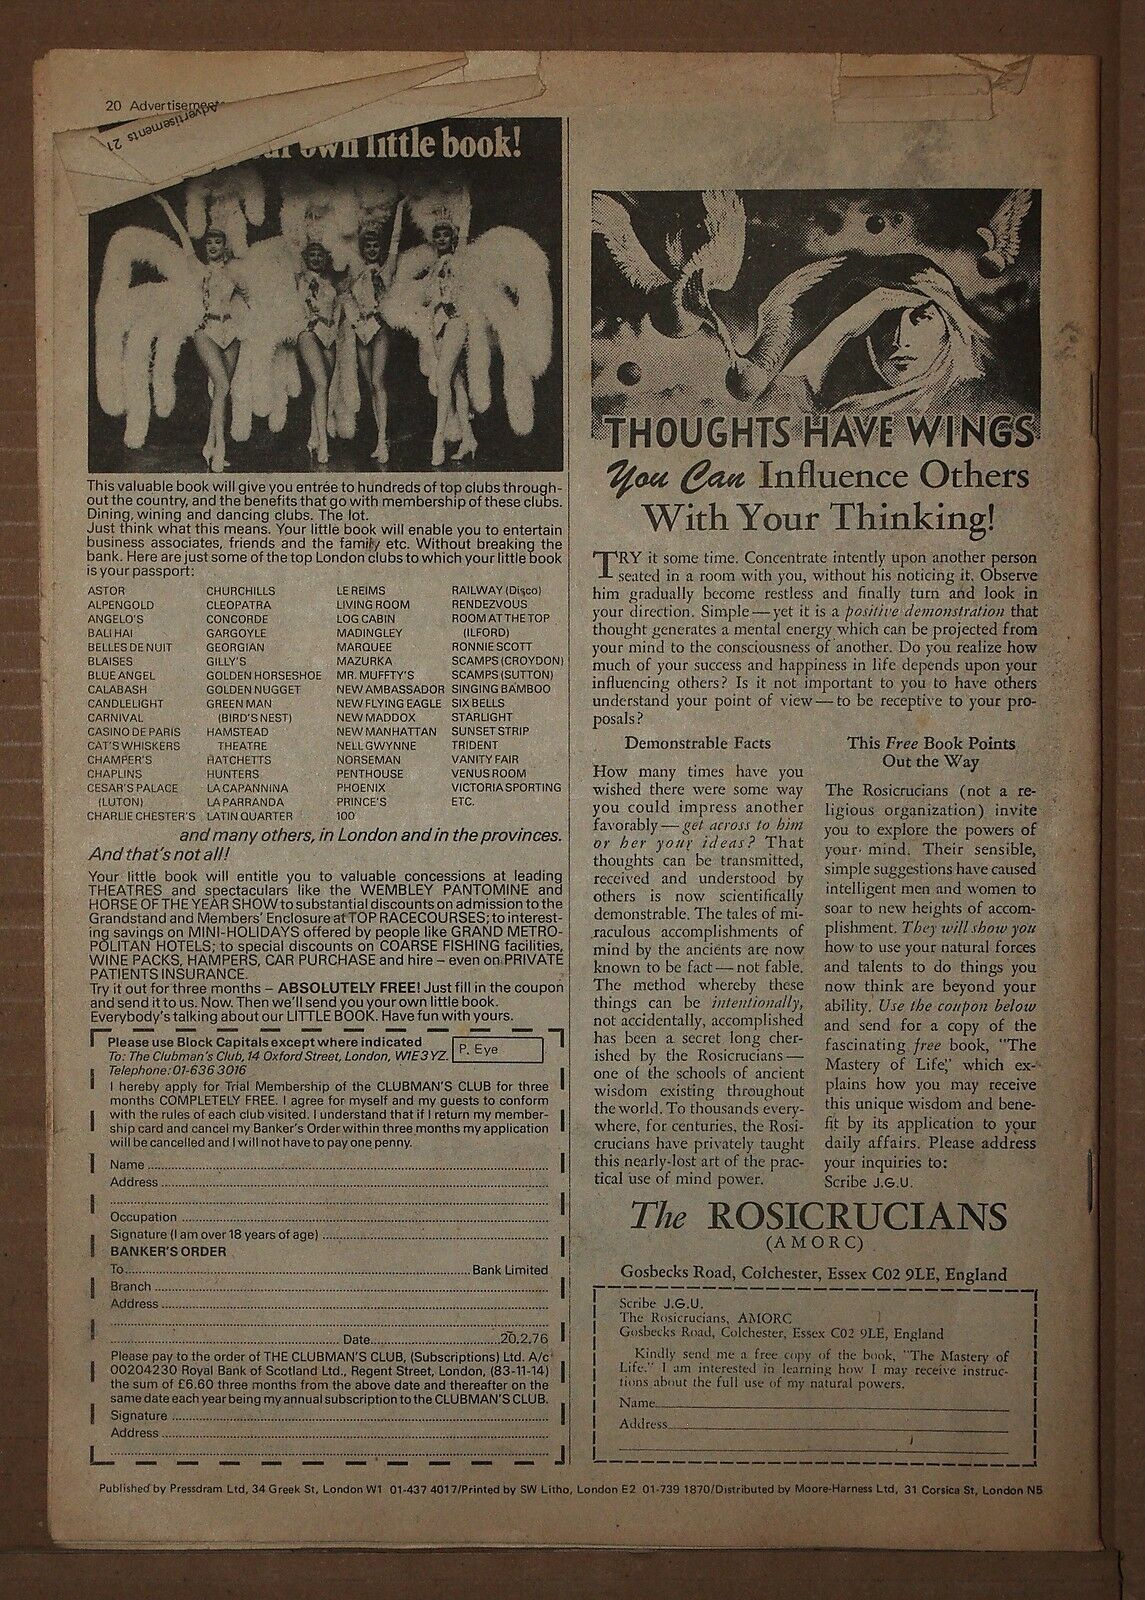 20 Advertisements
Advertisements 21
own little book!
This valuable book will give you entrée to hundreds of top clubs through-
out the country, and the benefits that go with membership of these clubs.
Dining, wining and dancing clubs. The lot.
Just think what this means. Your little book will enable you to entertain
business associates, friends and the family etc. Without breaking the
bank. Here are just some of the top London clubs to which your little book
is your passport:
ASTOR
ALPENGOLD
ANGELO'S
BALI HAI
BELLES DE NUIT
BLAISES
BLUE ANGEL
CALABASH
CANDLELIGHT
CARNIVAL
CASINO DE PARIS
CAT'S WHISKERS
CHAMPER'S
CHAPLINS
CESAR'S PALACE
(LUTON)
CHARLIE CHESTER'S
CHURCHILLS
CLEOPATRA
CONCORDE
GARGOYLE
GEORGIAN
GILLY'S
GOLDEN HORSESHOE
GOLDEN NUGGET
GREEN MAN
(BIRD'S NEST)
HAMSTEAD
THEATRE
HATCHETTS
HUNTERS
LA CAPANNINA
LA PARRANDA
LATIN QUARTER
LE REIMS
LIVING ROOM
LOG CABIN
MADINGLEY
MARQUEE
MAZURKA
MR. MUFFTY'S
NEW AMBASSADOR
NEW FLYING EAGLE
NEW MADDOX
NEW MANHATTAN
NELL GWYNNE
NORSEMAN
PENTHOUSE
PHOENIX
PRINCE'S
100
RAILWAY (Disco)
RENDEZVOUS
ROOM AT THE TOP
(ILFORD)
RONNIE SCOTT
SCAMPS (CROYDON)
SCAMPS (SUTTON)
SINGING BAMBOO
SIX BELLS
STARLIGHT
SUNSET STRIP
TRIDENT
VANITY FAIR
VENUS ROOM
VICTORIA SPORTING
ETC.
and many others, in London and in the provinces.
And that's not all!
Your little book will entitle you to valuable concessions at leading
THEATRES and spectaculars like the WEMBLEY PANTOMINE and
HORSE OF THE YEAR SHOW to substantial discounts on admission to the
Grandstand and Members' Enclosure at TOP RACECOURSES; to interest-
ing savings on MINI-HOLIDAYS offered by people like GRAND METRO-
POLITAN HOTELS; to special discounts on COARSE FISHING facilities,
WINE PACKS, HAMPERS, CAR PURCHASE and hire – even on PRIVATE
PATIENTS INSURANCE.
Try it out for three months – ABSOLUTELY FREE! Just fill in the coupon
and send it to us. Now. Then we'll send you your own little book.
Everybody's talking about our LITTLE BOOK. Have fun with yours.
Please use Block Capitals except where indicated
To: The Clubman's Club, 14 Oxford Street, London, W1E 3YZ.
P. Eye
Telephone: 01-636 3016
I hereby apply for Trial Membership of the CLUBMAN'S CLUB for three
months COMPLETELY FREE. I agree for myself and my guests to conform
with the rules of each club visited. I understand that if I return my member-
ship card and cancel my Banker's Order within three months my application
will be cancelled and I will not have to pay one penny.
Name
Address
Occupation
Signature (I am over 18 years of age)
BANKER'S ORDER
To Bank Limited
Branch
Address
Date 20.2.76
Please pay to the order of THE CLUBMAN'S CLUB, (Subscriptions) Ltd. A/c
00204230 Royal Bank of Scotland Ltd., Regent Street, London, (83-11-14)
the sum of £6.60 three months from the above date and thereafter on the
same date each year being my annual subscription to the CLUBMAN'S CLUB.
Signature
Address
THOUGHTS HAVE WINGS
You Can Influence Others
With Your Thinking!
TRY it some time. Concentrate intently upon another person
seated in a room with you, without his noticing it. Observe
him gradually become restless and finally turn and look in
your direction. Simple—yet it is a positive demonstration that
thought generates a mental energy which can be projected from
your mind to the consciousness of another. Do you realize how
much of your success and happiness in life depends upon your
influencing others? Is it not important to you to have others
understand your point of view—to be receptive to your pro-
posals?
Demonstrable Facts
How many times have you
wished there were some way
you could impress another
favorably—get across to him
or her your ideas? That
thoughts can be transmitted,
received and understood by
others is now scientifically
demonstrable. The tales of mi-
raculous accomplishments of
mind by the ancients are now
known to be fact—not fable.
The method whereby these
things can be intentionally,
not accidentally, accomplished
has been a secret long cher-
ished by the Rosicrucians—
one of the schools of ancient
wisdom existing throughout
the world. To thousands every-
where, for centuries, the Rosi-
crucians have privately taught
this nearly-lost art of the prac-
tical use of mind power.
This Free Book Points
Out the Way
The Rosicrucians (not a re-
ligious organization) invite
you to explore the powers of
your mind. Their sensible,
simple suggestions have caused
intelligent men and women to
soar to new heights of accom-
plishment. They will show you
how to use your natural forces
and talents to do things you
now think are beyond your
ability. Use the coupon below
and send for a copy of the
fascinating free book, "The
Mastery of Life," which ex-
plains how you may receive
this unique wisdom and bene-
fit by its application to your
daily affairs. Please address
your inquiries to:
Scribe J.G.U.
The ROSICRUCIANS
(AMORC)
Gosbecks Road, Colchester, Essex C02 9LE, England
Scribe J.G.U.
The Rosicrucians, AMORC
Gosbecks Road, Colchester, Essex C02 9LE, England
Kindly send me a free copy of the book, "The Mastery of
Life." I am interested in learning how I may receive instruc-
tions about the full use of my natural powers.
Name
Address
Published by Pressdram Ltd, 34 Greek St, London W1 01-437 4017/Printed by SW Litho, London E2 01-739 1870/Distributed by Moore-Harness Ltd, 31 Corsica St, London N5